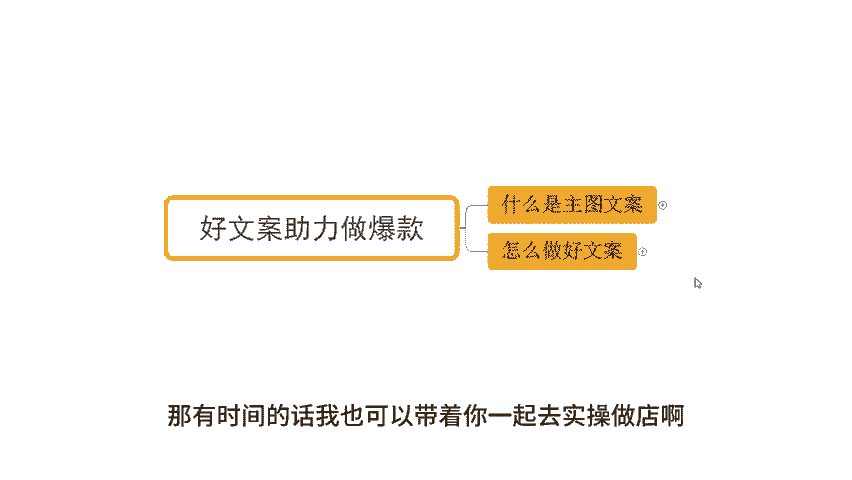 好文案助力做爆款
什么是主图文案
怎么做好文案
那有时间的话我也可以带着你一起去实操做店啊